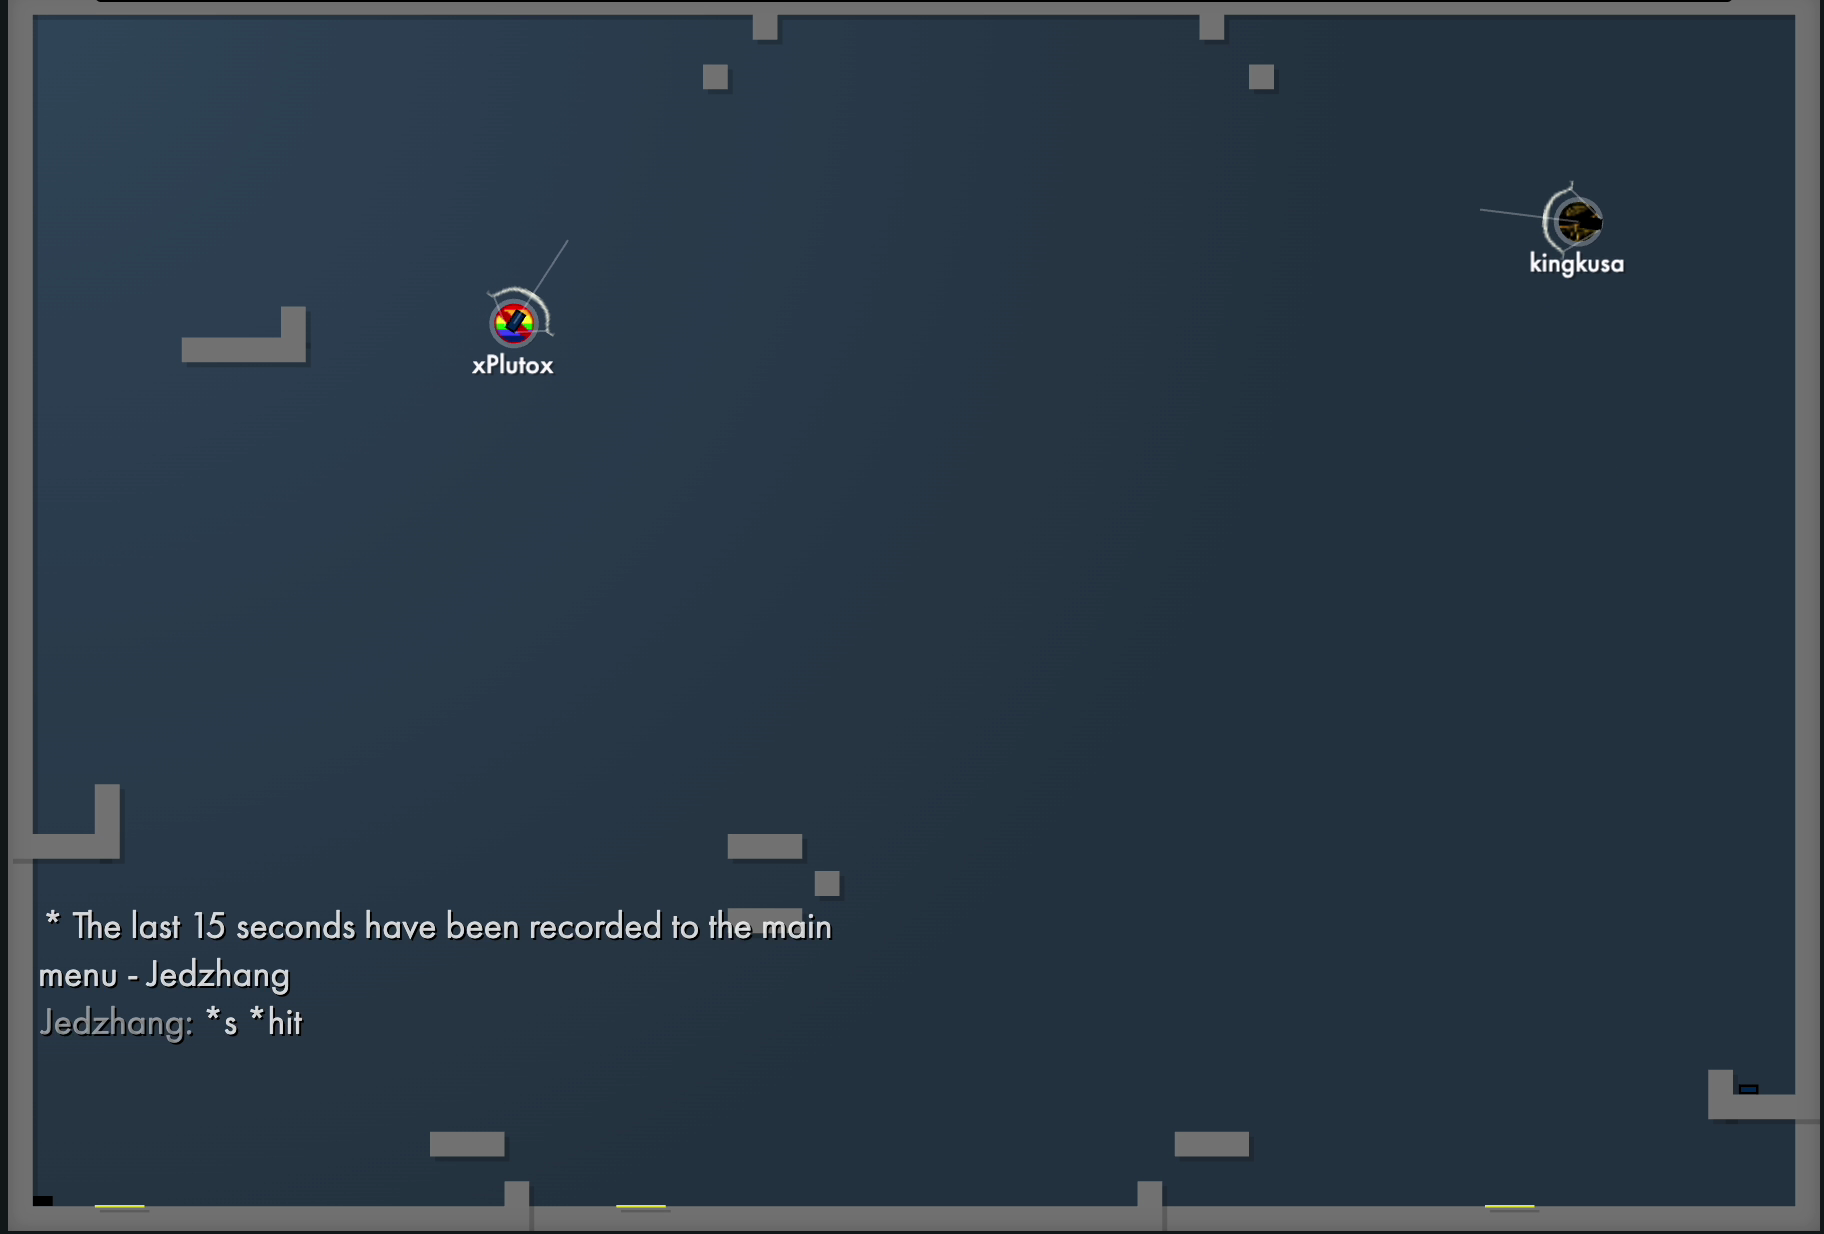 kingkusa
xPlutox
* The last 15 seconds have been recorded to the main
menu - Jedzhang
Jedzhang: *s *hit